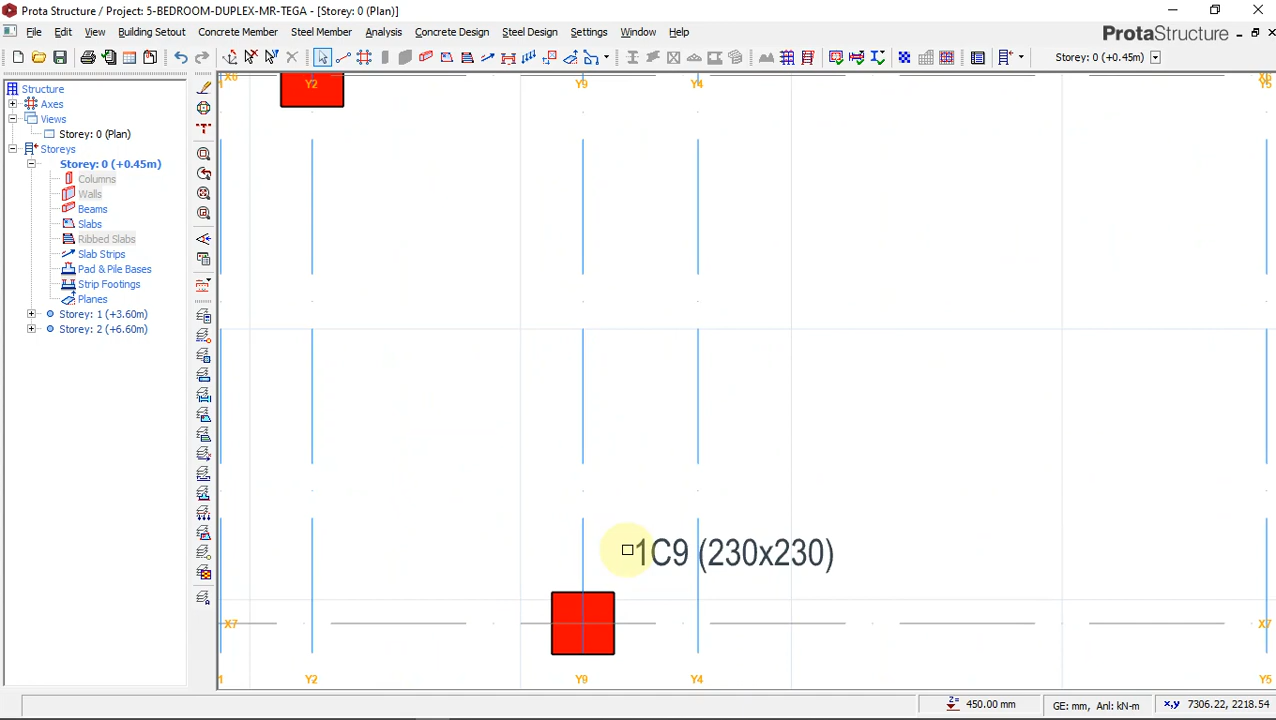 Prota Structure / Project: 5-BEDROOM-DUPLEX-MR-TEGA - [Storey: 0 (Plan)]
File Edit View Building Setout Concrete Member Steel Member Analysis Concrete Design Steel Design Settings Window Help
ProtaStructure
Storey: 0 (+0.45m)
Structure
Axes
Views
Storey: 0 (Plan)
Storeys
Storey: 0 (+0.45m)
Columns
Walls
Beams
Slabs
Ribbed Slabs
Slab Strips
Pad & Pile Bases
Strip Footings
Planes
Storey: 1 (+3.60m)
Storey: 2 (+6.60m)
X6 Y2 Y9 Y4 Y5
1C9 (230x230)
X7 X7
1 Y2 Y9 Y4 Y5
450.00 mm GE: mm, Anl: kN-m x,y 7306.22, 2218.54